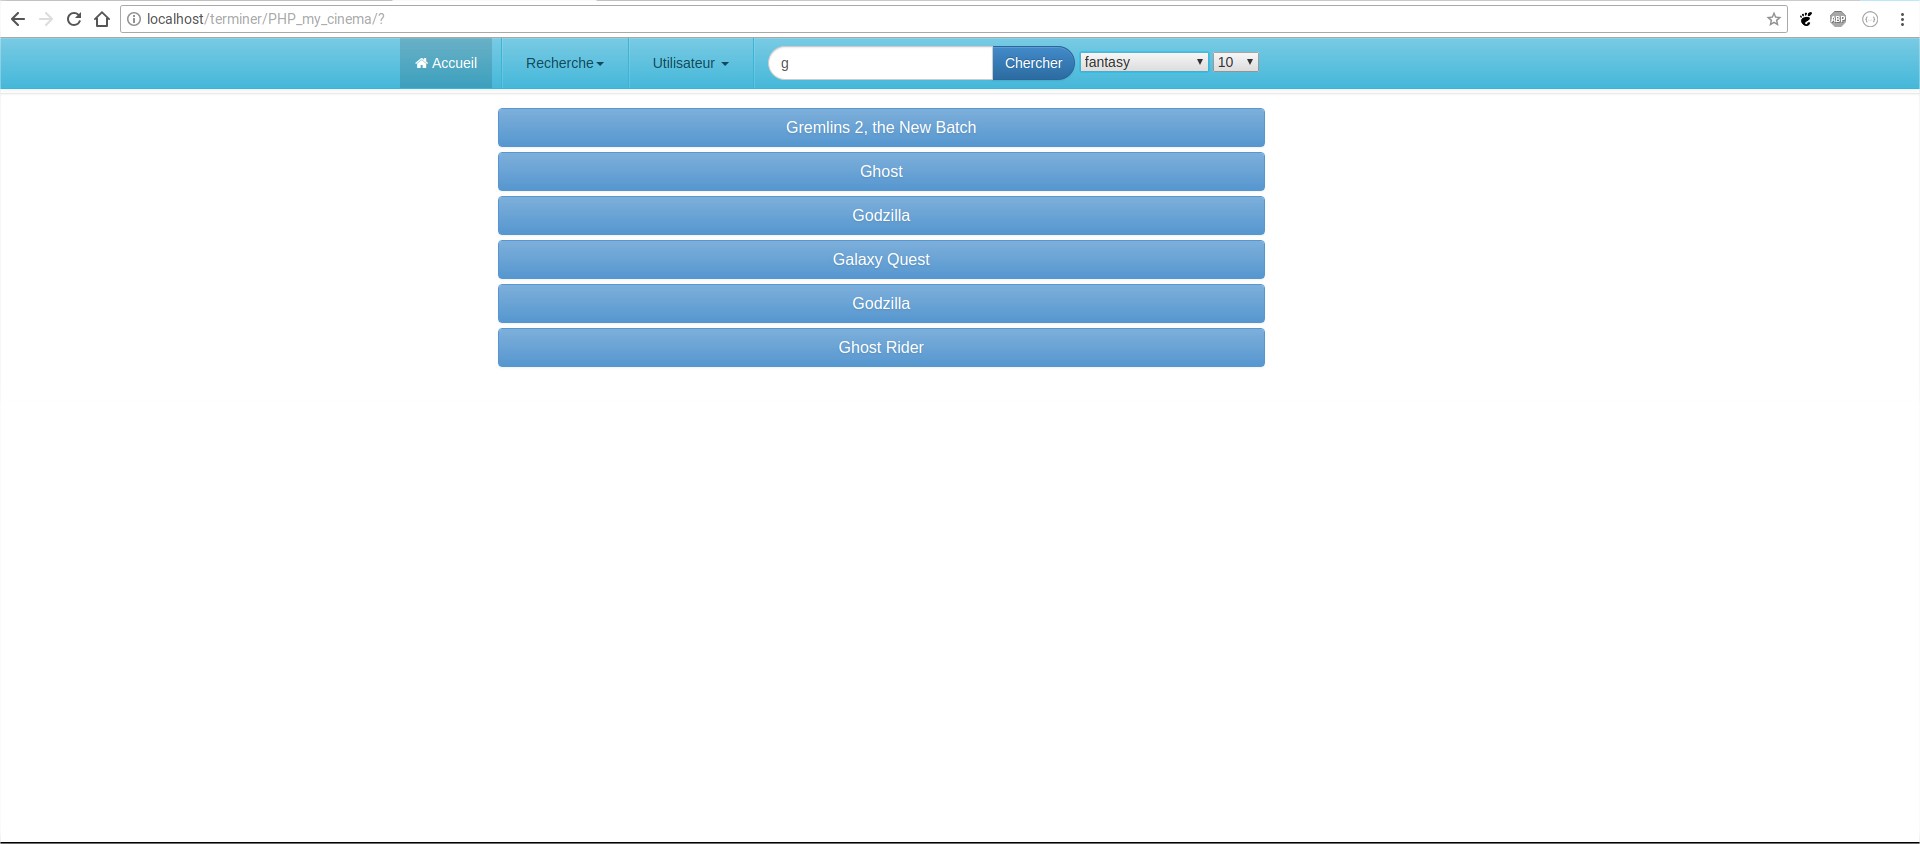 localhost/terminer/PHP_my_cinema/?
ABP
Accueil Recherche Utilisateur g Chercher fantasy 10
Gremlins 2, the New Batch
Ghost
Godzilla
Galaxy Quest
Godzilla
Ghost Rider